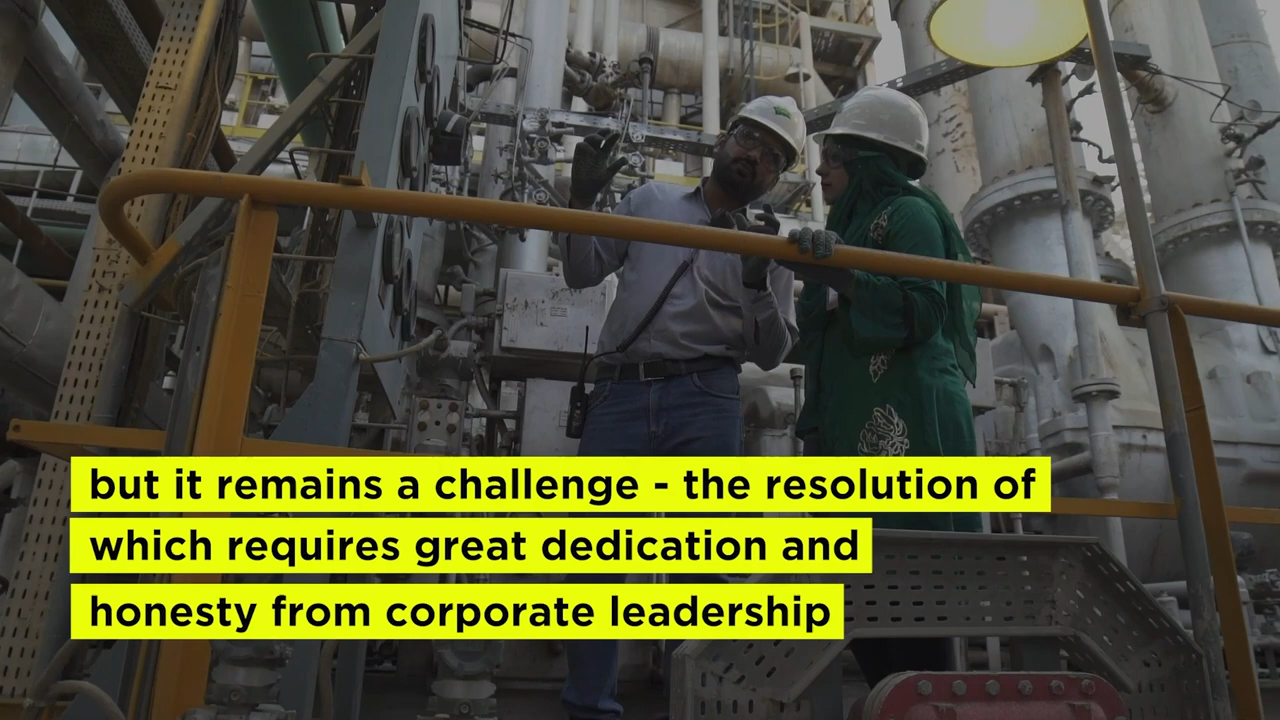 but it remains a challenge - the resolution of
which requires great dedication and
honesty from corporate leadership